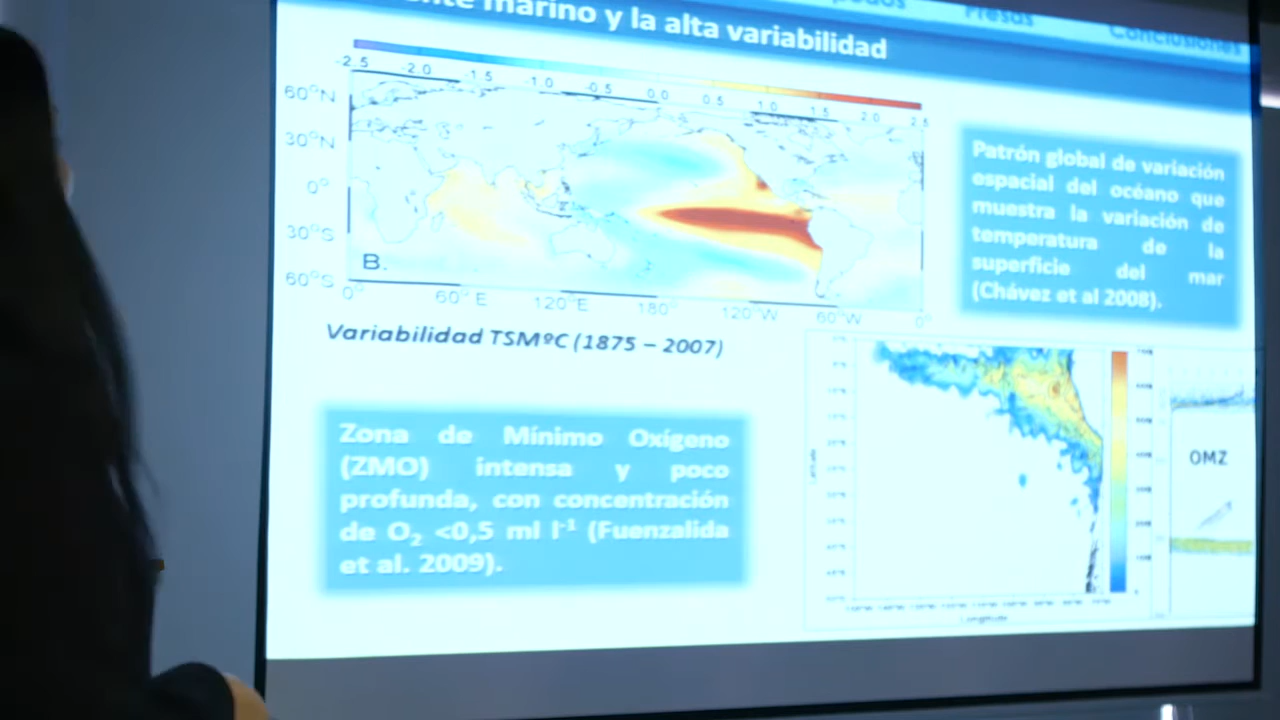 Presas
Conclusiones
marino y la alta variabilidad
-2.5 -2.0 -1.5 -1.0 -0.5 0.0 0.5 1.0 1.5 2.0 2.5
60°N
30°N
0°
30°S
60°S
B.
0° 60°E 120°E 180° 120°W 60°W 0°
Variabilidad TSMºC (1875 – 2007)
Patrón global de variación
espacial del océano que
muestra la variación de
temperatura de la
superficie del mar
(Chávez et al 2008).
Zona de Mínimo Oxígeno
(ZMO) intensa y poco
profunda, con concentración
de O₂ <0,5 ml l⁻¹ (Fuenzalida
et al. 2009).
OMZ